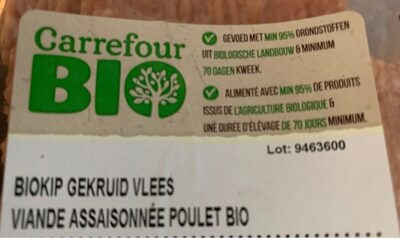 Carrefour
BIO
GEVOED MET MIN 95% GRONDSTOFFEN
UIT BIOLOGISCHE LANDBOUW & MINIMUM
70 DAGEN KWEEK.
ALIMENTÉ AVEC MIN 95% DE PRODUITS
ISSUS DE L'AGRICULTURE BIOLOGIQUE &
UNE DURÉE D'ÉLEVAGE DE 70 JOURS MINIMUM.
Lot: 9463600
BIOKIP GEKRUID VLEES
VIANDE ASSAISONNÉE POULET BIO